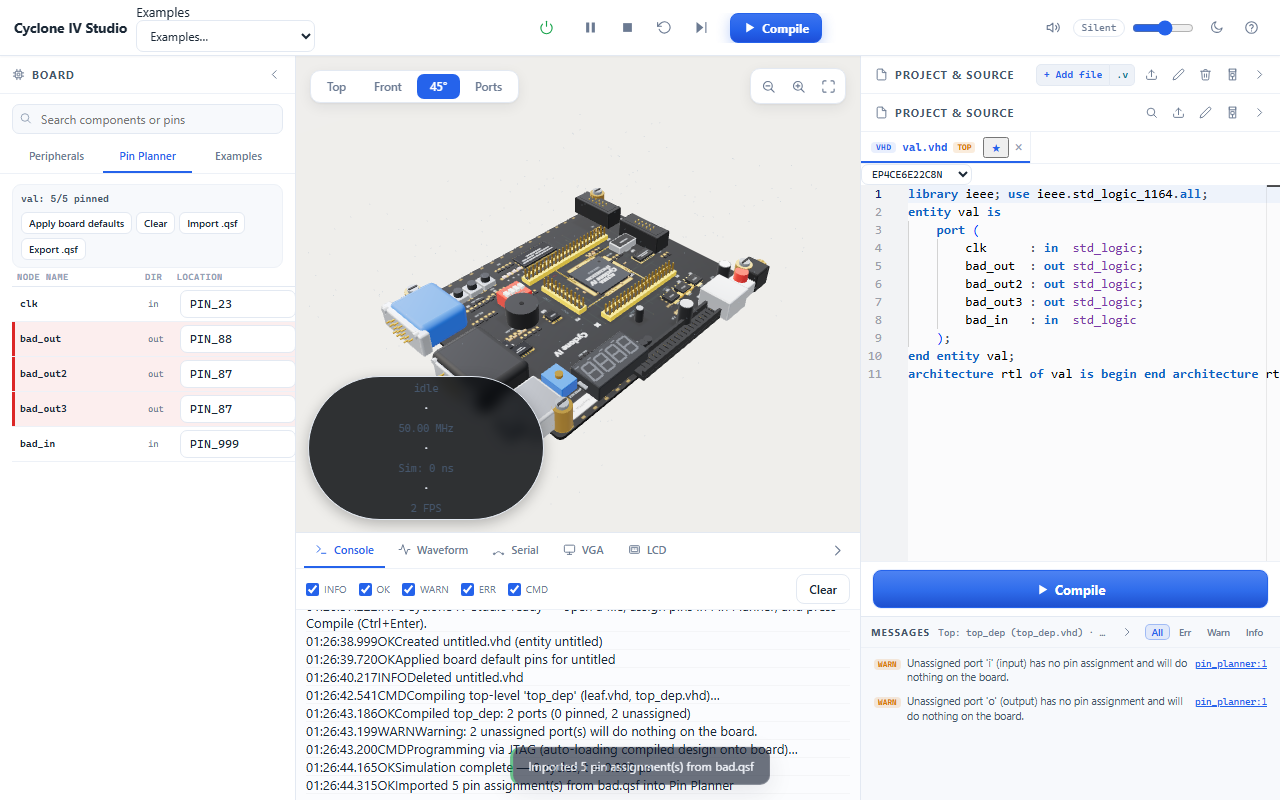 Cyclone IV Studio
Examples
Examples...
Compile
Silent
BOARD
Search components or pins
Peripherals
Pin Planner
Examples
val: 5/5 pinned
Apply board defaults
Clear
Import .qsf
Export .qsf
NODE NAME DIR LOCATION
clk in PIN_23
bad_out out PIN_88
bad_out2 out PIN_87
bad_out3 out PIN_87
bad_in in PIN_999
Top
Front
45°
Ports
Cyclone IV
8888
idle
·
50.00 MHz
·
Sim: 0 ns
·
2 FPS
Console
Waveform
Serial
VGA
LCD
INFO
OK
WARN
ERR
CMD
Clear
Compile (Ctrl+Enter).
01:26:38.999OKCreated untitled.vhd (entity untitled)
01:26:39.720OKApplied board default pins for untitled
01:26:40.217INFODeleted untitled.vhd
01:26:42.541CMDCompiling top-level 'top_dep' (leaf.vhd, top_dep.vhd)...
01:26:43.186OKCompiled top_dep: 2 ports (0 pinned, 2 unassigned)
01:26:43.199WARNWarning: 2 unassigned port(s) will do nothing on the board.
01:26:43.200CMDProgramming via JTAG (auto-loading compiled design onto board)...
01:26:44.165OKSimulation complete
01:26:44.315OKImported 5 pin assignment(s) from bad.qsf into Pin Planner
Imported 5 pin assignment(s) from bad.qsf
PROJECT & SOURCE
+ Add file
.v
PROJECT & SOURCE
VHD val.vhd TOP ★ ×
EP4CE6E22C8N
1 library ieee; use ieee.std_logic_1164.all;
2 entity val is
3 port (
4 clk : in std_logic;
5 bad_out : out std_logic;
6 bad_out2 : out std_logic;
7 bad_out3 : out std_logic;
8 bad_in : in std_logic
9 );
10 end entity val;
11 architecture rtl of val is begin end architecture rt
Compile
MESSAGES Top: top_dep (top_dep.vhd) · …
All
Err
Warn
Info
WARN Unassigned port 'i' (input) has no pin assignment and will do nothing on the board. pin_planner:1
WARN Unassigned port 'o' (output) has no pin assignment and will do nothing on the board. pin_planner:1